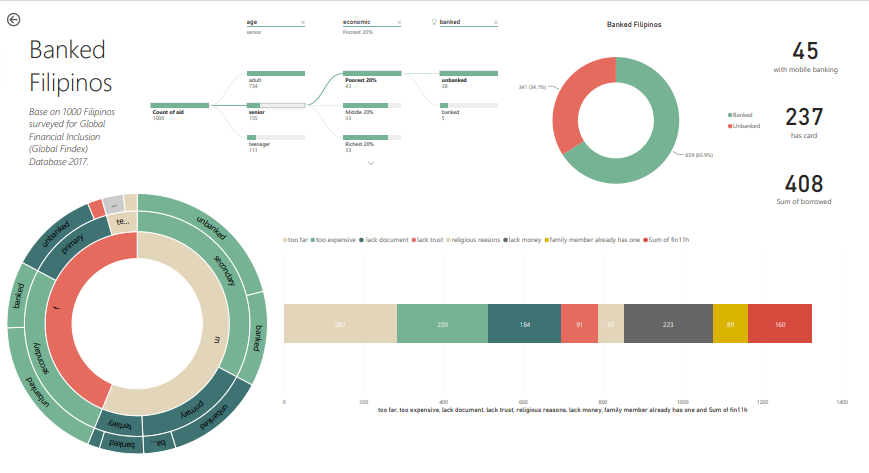 Banked
Filipinos
Base on 1000 Filipinos
surveyed for Global
Financial Inclusion
(Global Findex)
Database 2017.
age
senior
economic
Poorest 20%
banked
Count of aid
1000
adult
734
senior
155
teenager
111
Poorest 20%
43
Middle 20%
33
Richest 20%
33
unbanked
38
banked
5
Banked Filipinos
341 (34.1%)
659 (65.9%)
Banked
Unbanked
45
with mobile banking
237
has card
408
Sum of borrowed
unbanked
secondary
banked
m
unbanked
primary
ba...
tertiary
banked
unbanked
secondary
banked
f
primary
unbanked
te...
...
too far too expensive lack document lack trust religious reasons lack money family member already has one Sum of fin11h
283 230 184 91 65 223 89 160
0 200 400 600 800 1000 1200 1400
too far, too expensive, lack document, lack trust, religious reasons, lack money, family member already has one and Sum of fin11h